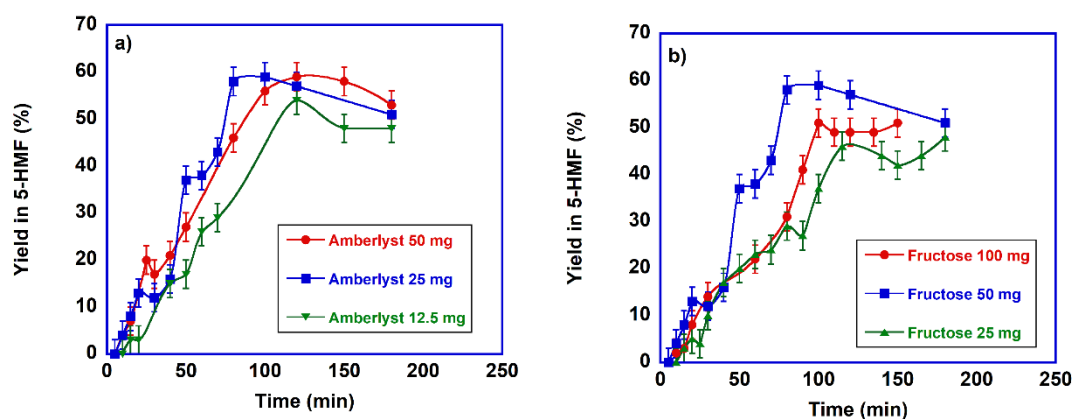 a)
Yield in 5-HMF (%)
70
60
50
40
30
20
10
0
Amberlyst 50 mg
Amberlyst 25 mg
Amberlyst 12.5 mg
0 50 100 150 200 250
Time (min)
b)
Yield in 5-HMF (%)
70
60
50
40
30
20
10
0
Fructose 100 mg
Fructose 50 mg
Fructose 25 mg
0 50 100 150 200 250
Time (min)